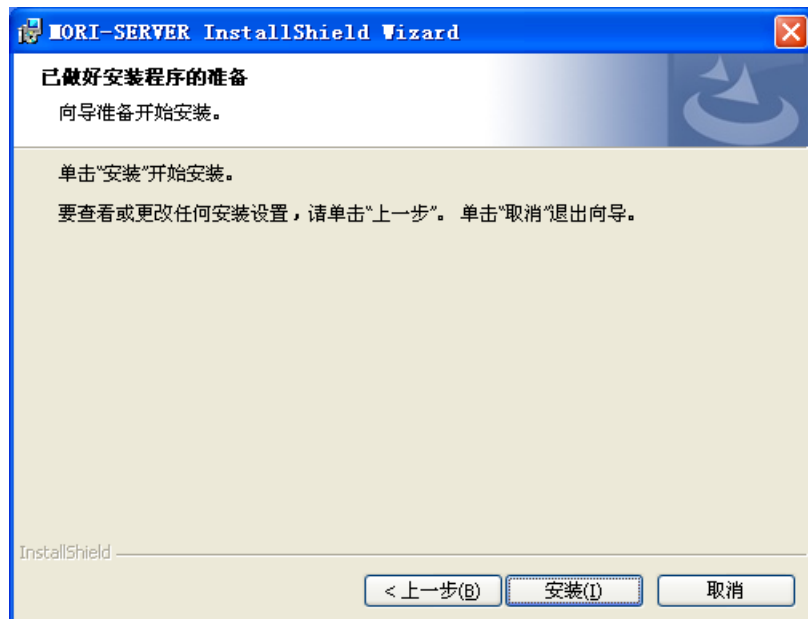 MORI-SERVER InstallShield Wizard
已做好安装程序的准备
向导准备开始安装。
单击“安装”开始安装。
要查看或更改任何安装设置，请单击“上一步”。 单击“取消”退出向导。
InstallShield
< 上一步(B)
安装(I)
取消